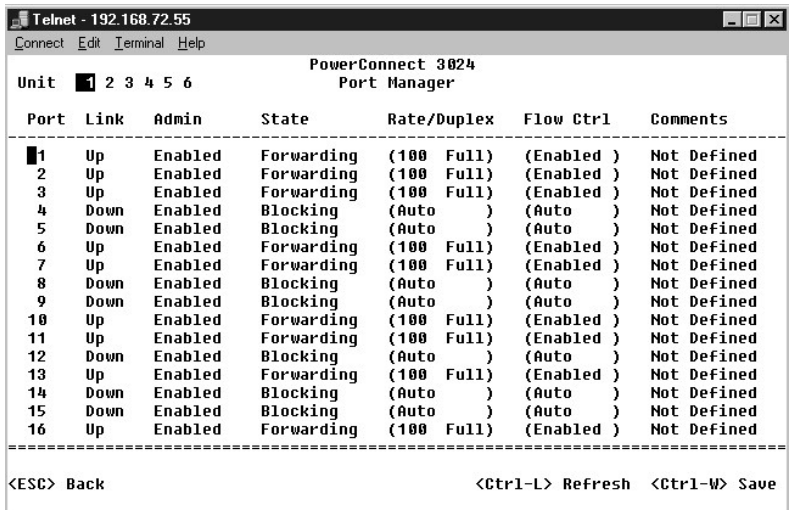 Telnet - 192.168.72.55
Connect Edit Terminal Help
PowerConnect 3024
Unit 1 2 3 4 5 6 Port Manager
Port Link Admin State Rate/Duplex Flow Ctrl Comments
1 Up Enabled Forwarding (100 Full) (Enabled ) Not Defined
2 Up Enabled Forwarding (100 Full) (Enabled ) Not Defined
3 Up Enabled Forwarding (100 Full) (Enabled ) Not Defined
4 Down Enabled Blocking (Auto ) (Auto ) Not Defined
5 Down Enabled Blocking (Auto ) (Auto ) Not Defined
6 Up Enabled Forwarding (100 Full) (Enabled ) Not Defined
7 Up Enabled Forwarding (100 Full) (Enabled ) Not Defined
8 Down Enabled Blocking (Auto ) (Auto ) Not Defined
9 Down Enabled Blocking (Auto ) (Auto ) Not Defined
10 Up Enabled Forwarding (100 Full) (Enabled ) Not Defined
11 Up Enabled Forwarding (100 Full) (Enabled ) Not Defined
12 Down Enabled Blocking (Auto ) (Auto ) Not Defined
13 Up Enabled Forwarding (100 Full) (Enabled ) Not Defined
14 Down Enabled Blocking (Auto ) (Auto ) Not Defined
15 Down Enabled Blocking (Auto ) (Auto ) Not Defined
16 Up Enabled Forwarding (100 Full) (Enabled ) Not Defined
<ESC> Back <Ctrl-L> Refresh <Ctrl-W> Save